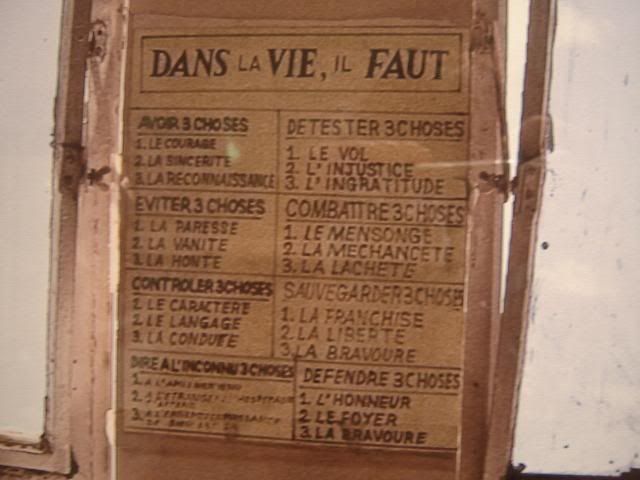 DANS LA VIE, IL FAUT
AVOIR 3 CHOSES
1. LE COURAGE
2. LA SINCERITE
3. LA RECONNAISSANCE
DETESTER 3 CHOSES
1. LE VOL
2. L'INJUSTICE
3. L'INGRATITUDE
EVITER 3 CHOSES
1. LA PARESSE
2. LA VANITE
3. LA HONTE
COMBATTRE 3 CHOSES
1. LE MENSONGE
2. LA MECHANCETE
3. LA LACHETE
CONTROLER 3 CHOSES
1. LE CARACTERE
2. LE LANGAGE
3. LA CONDUITE
SAUVEGARDER 3 CHOSES
1. LA FRANCHISE
2. LA LIBERTE
3. LA BRAVOURE
DIRE A L'INCONNU 3 CHOSES
1.
2.
3.
DEFENDRE 3 CHOSES
1. L'HONNEUR
2. LE FOYER
3. LA BRAVOURE